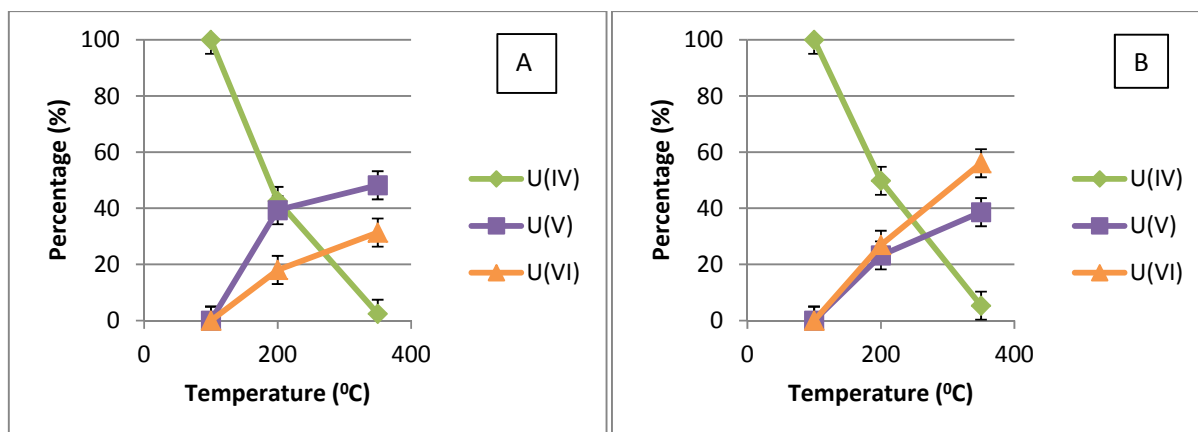 A
100
80
60
40
20
0
Percentage (%)
0 200 400
Temperature (⁰C)
U(IV)
U(V)
U(VI)
B
100
80
60
40
20
0
Percentage (%)
0 200 400
Temperature (⁰C)
U(IV)
U(V)
U(VI)